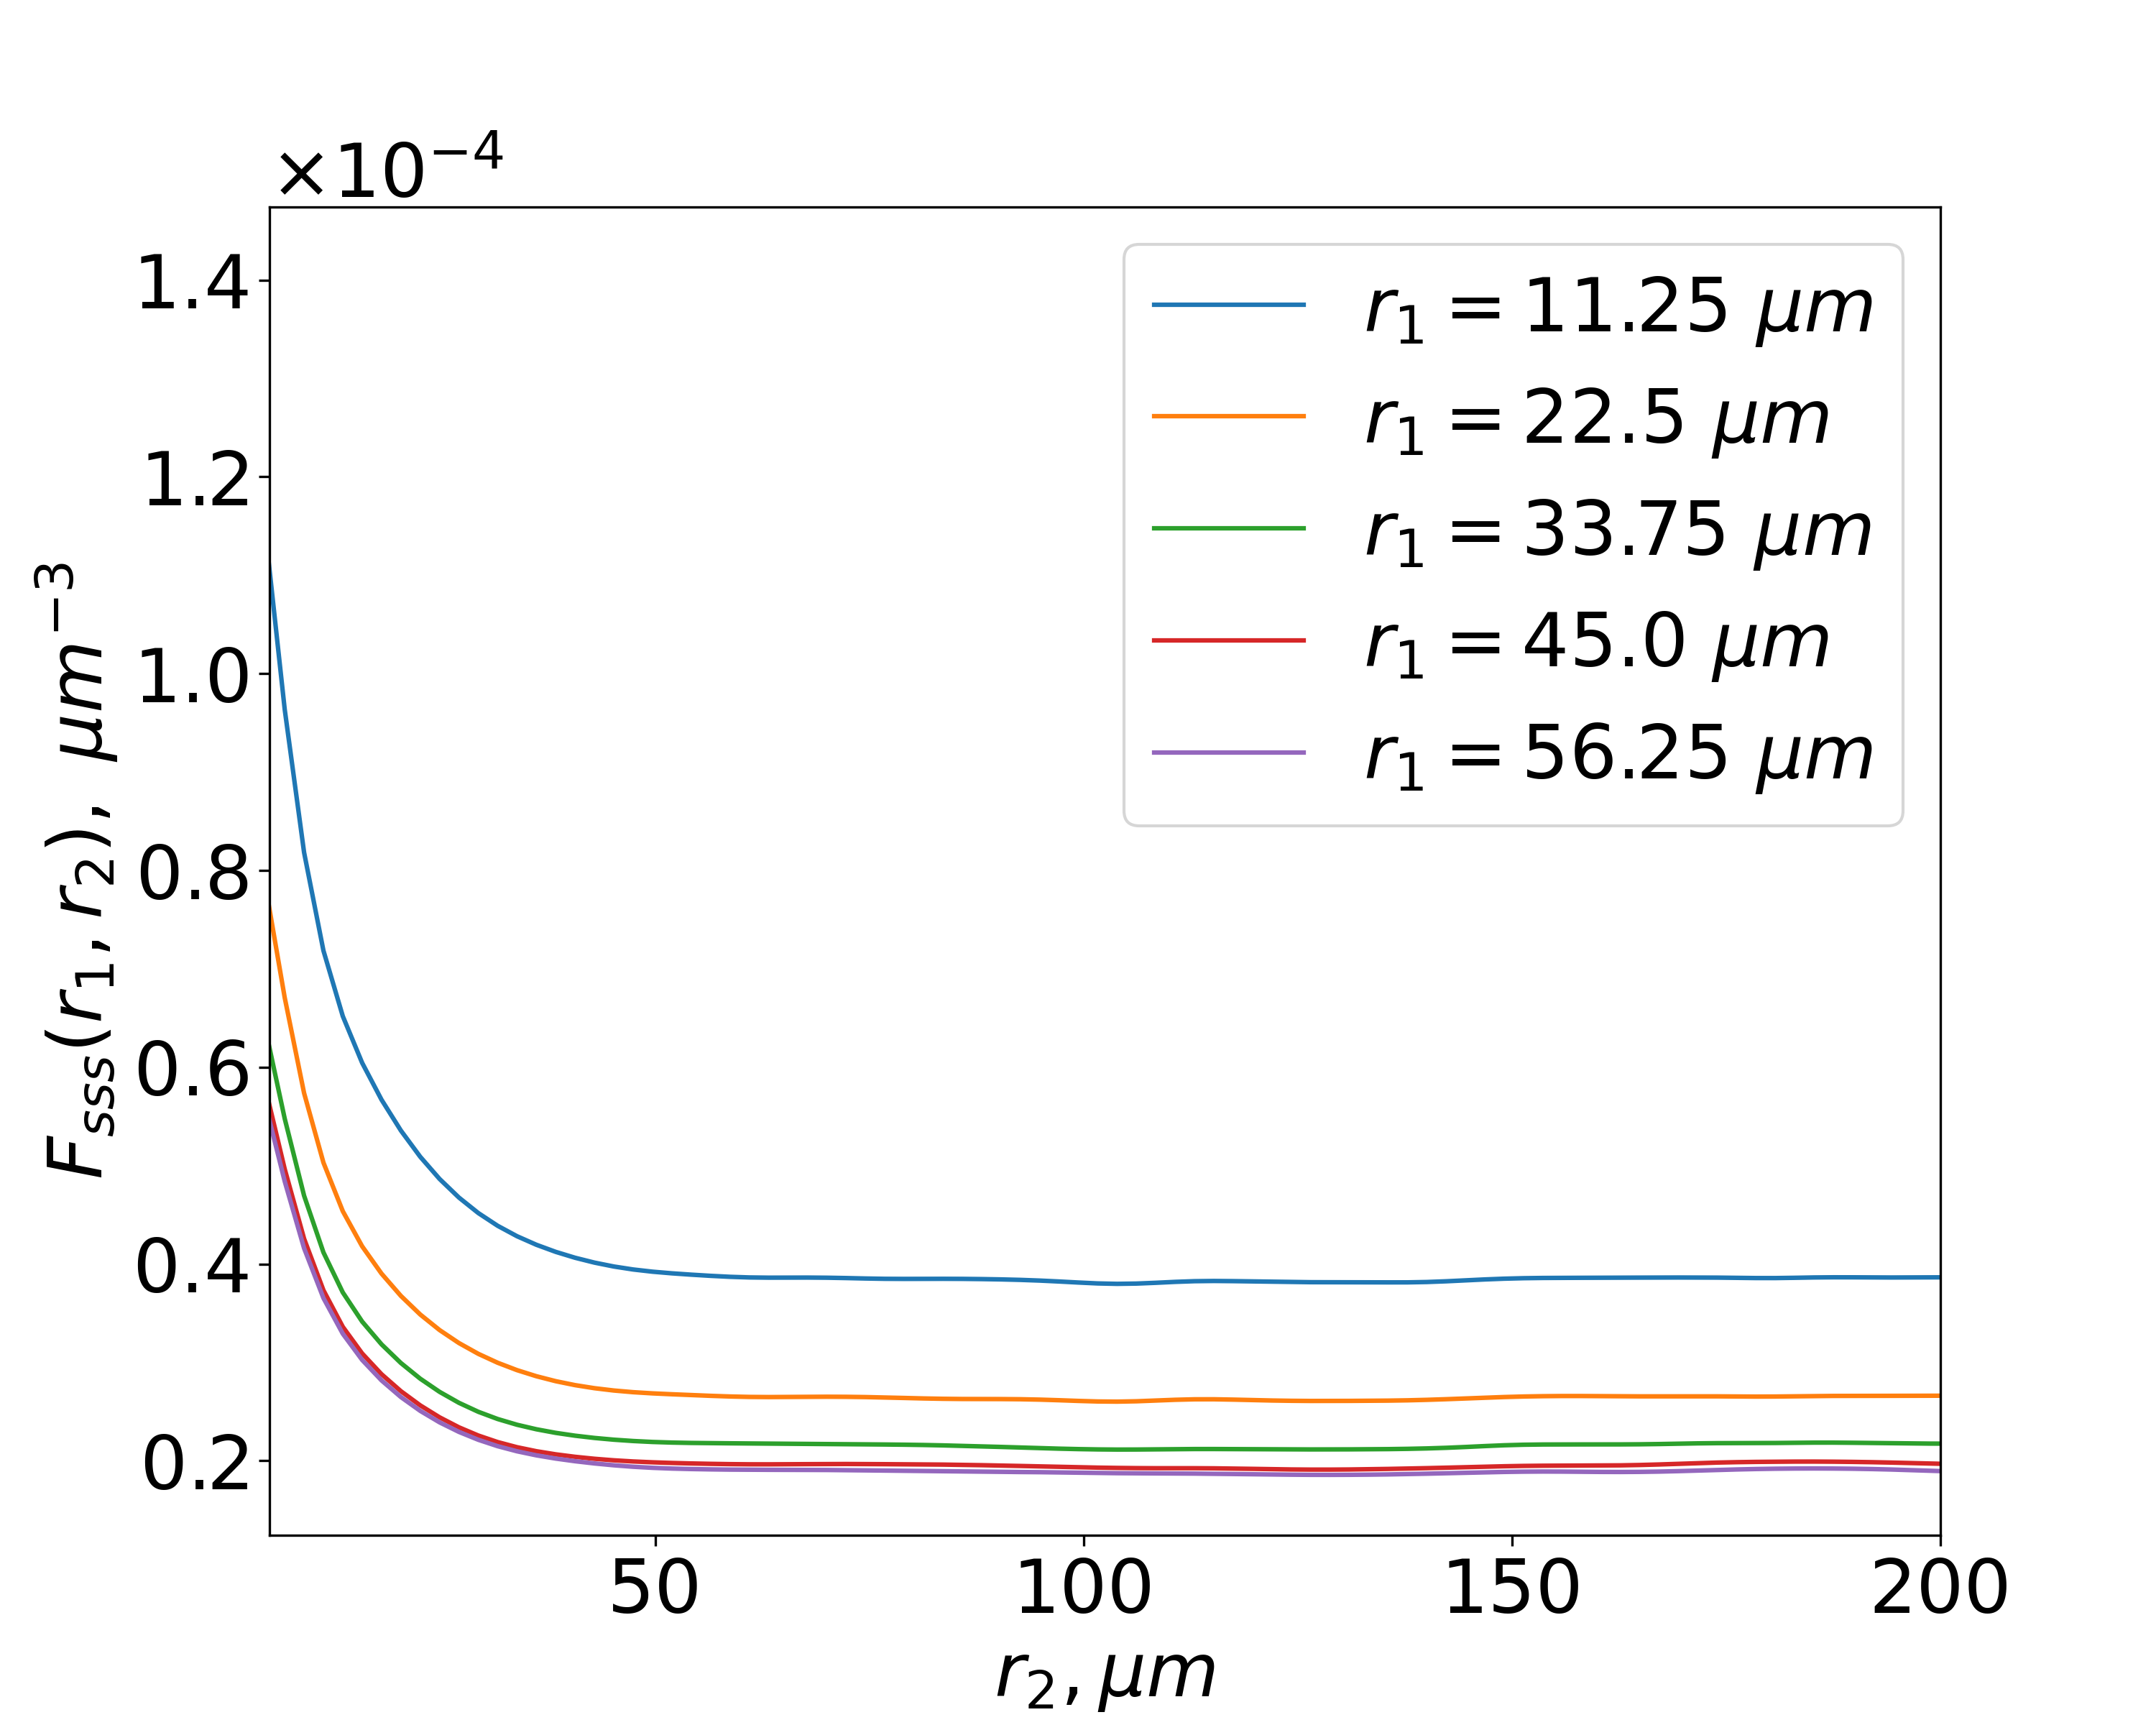 ×10⁻⁴
1.4
1.2
1.0
0.8
0.6
0.4
0.2
F_sss(r₁, r₂), μm⁻³
r₁ = 11.25 μm
r₁ = 22.5 μm
r₁ = 33.75 μm
r₁ = 45.0 μm
r₁ = 56.25 μm
50 100 150 200
r₂, μm